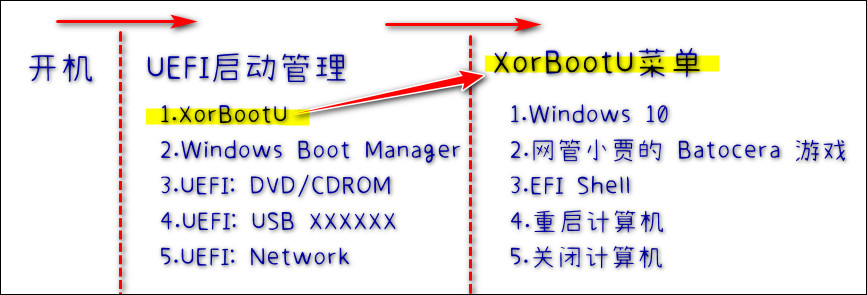 开机
UEFI启动管理
1.XorBootU
2.Windows Boot Manager
3.UEFI: DVD/CDROM
4.UEFI: USB XXXXXX
5.UEFI: Network
XorBootU菜单
1.Windows 10
2.网管小贾的 Batocera 游戏
3.EFI Shell
4.重启计算机
5.关闭计算机